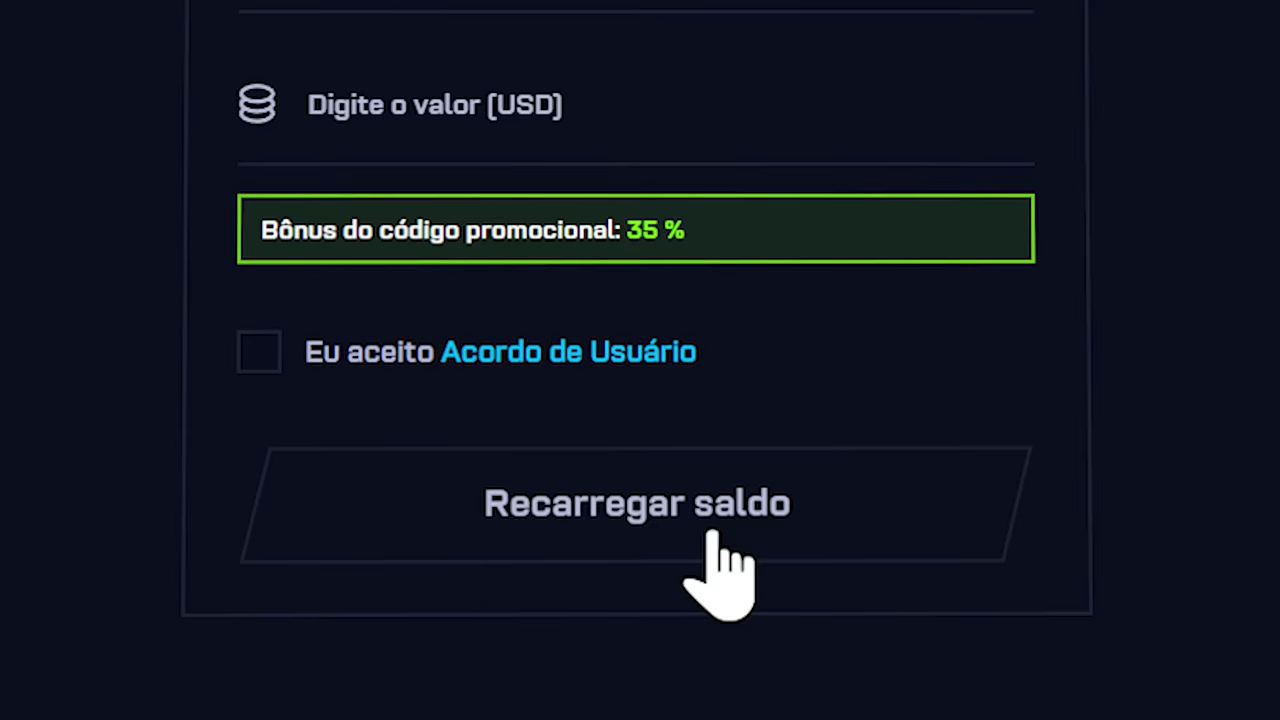 Digite o valor (USD)
Bônus do código promocional: 35 %
Eu aceito Acordo de Usuário
Recarregar saldo